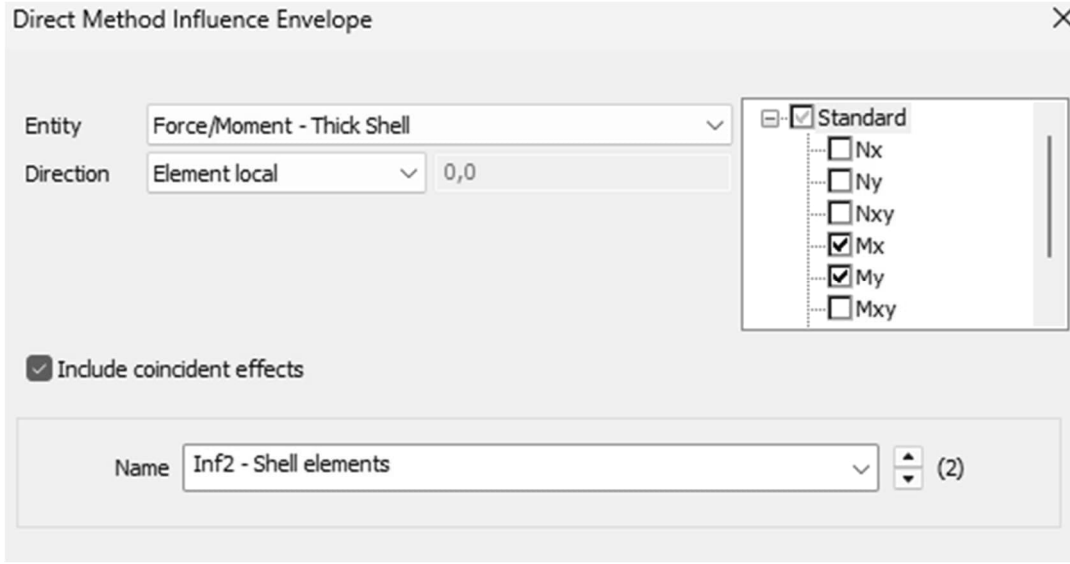 Direct Method Influence Envelope
Entity Force/Moment - Thick Shell
Direction Element local 0,0
Standard
Nx
Ny
Nxy
Mx
My
Mxy
Include coincident effects
Name Inf2 - Shell elements (2)